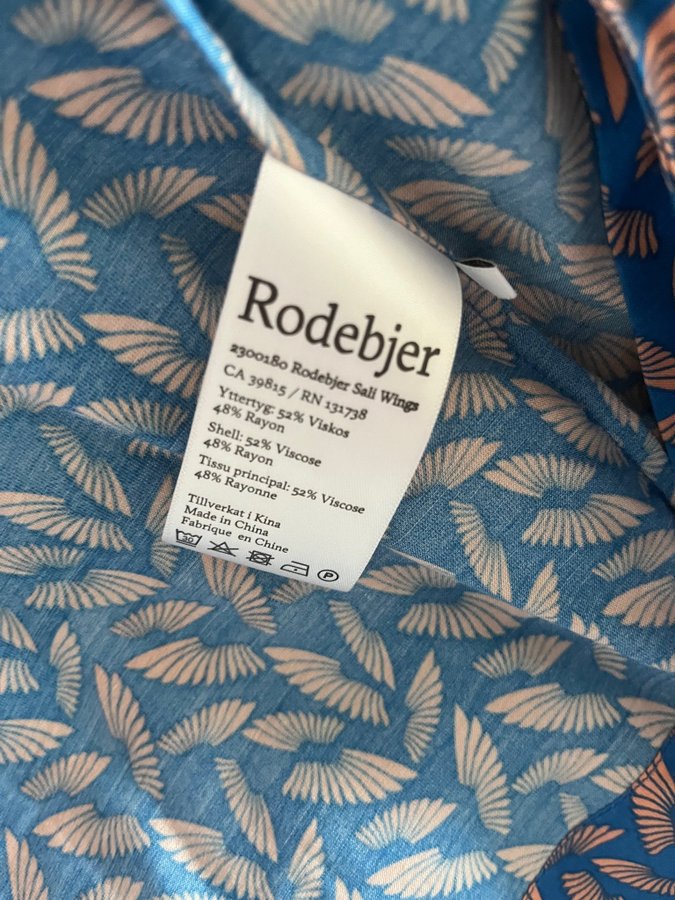 Rodebjer
2300180 Rodebjer Sali Wings
CA 39815 / RN 131738
Yttertyg: 52% Viskos
48% Rayon
Shell: 52% Viscose
48% Rayon
Tissu principal: 52% Viscose
48% Rayonne
Tillverkat i Kina
Made in China
Fabrique en Chine
30 P